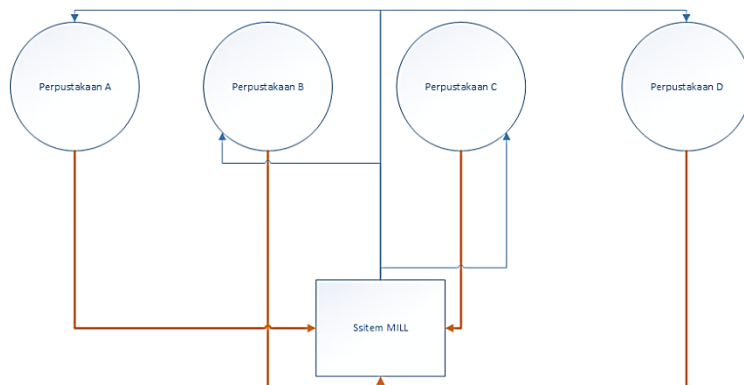 Perpustakaan A
Perpustakaan B
Perpustakaan C
Perpustakaan D
Ssitem MILL